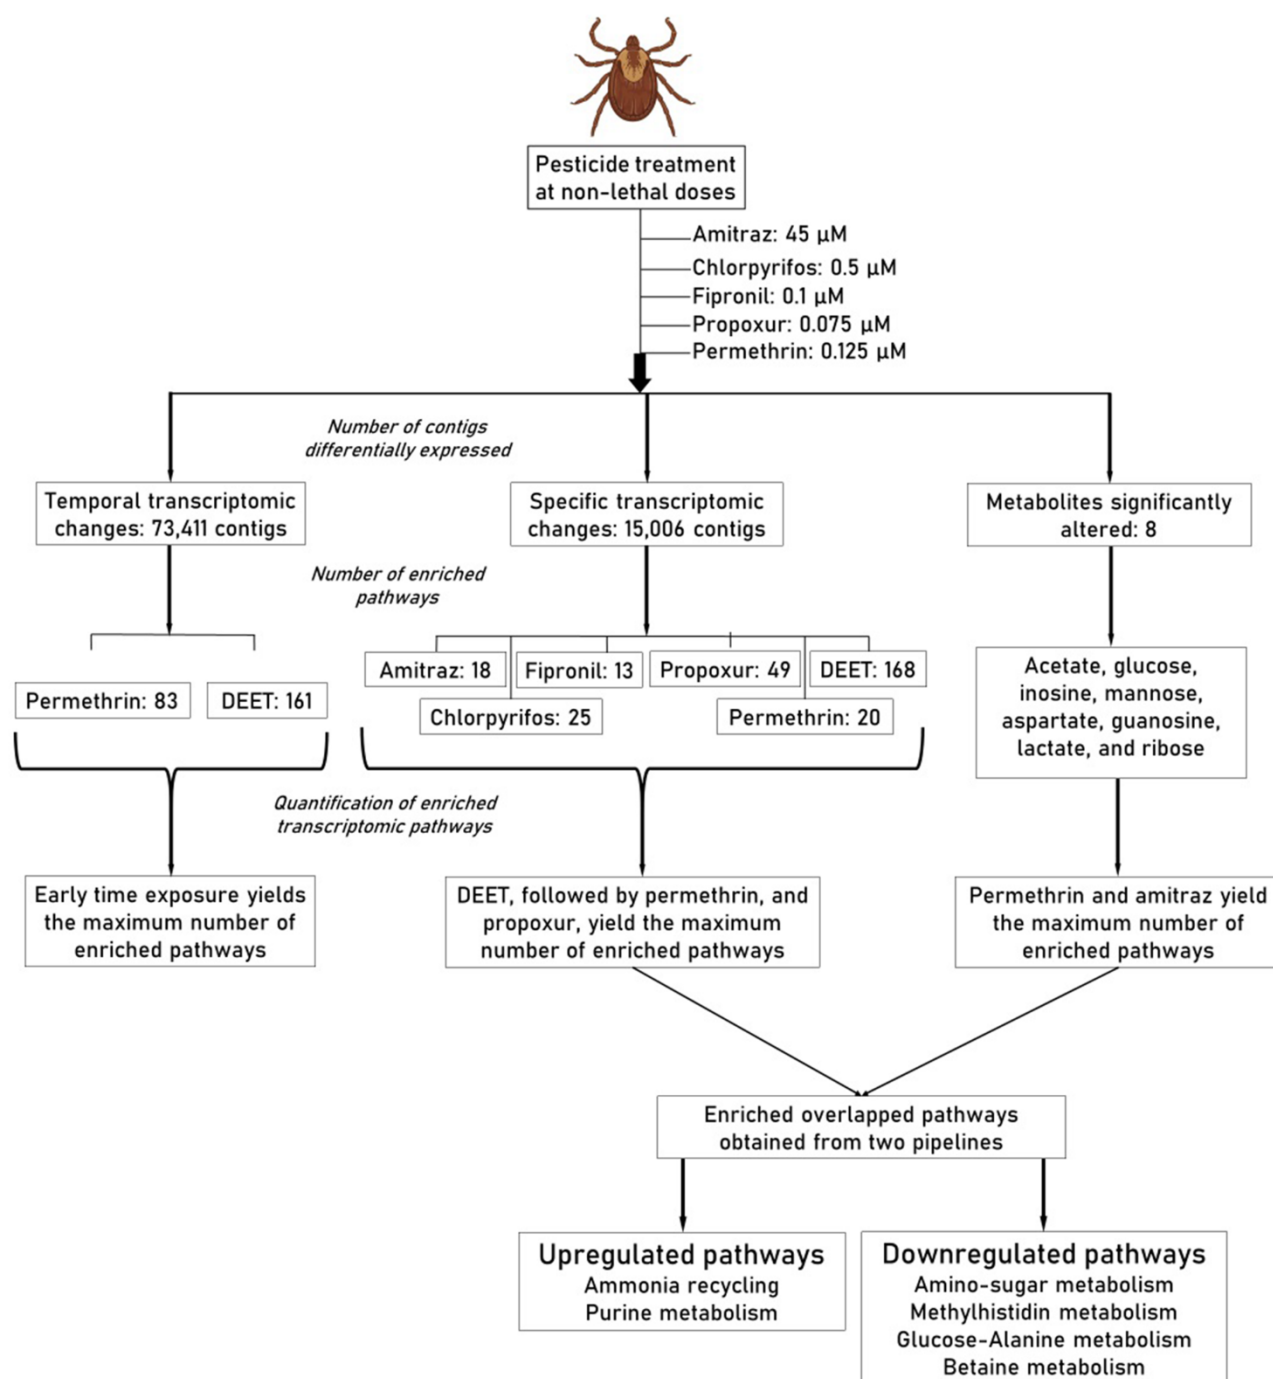 Pesticide treatment
at non-lethal doses
Amitraz: 45 µM
Chlorpyrifos: 0.5 µM
Fipronil: 0.1 µM
Propoxur: 0.075 µM
Permethrin: 0.125 µM
Number of contigs
differentially expressed
Temporal transcriptomic
changes: 73,411 contigs
Specific transcriptomic
changes: 15,006 contigs
Metabolites significantly
altered: 8
Number of enriched
pathways
Permethrin: 83
DEET: 161
Amitraz: 18
Fipronil: 13
Propoxur: 49
DEET: 168
Chlorpyrifos: 25
Permethrin: 20
Acetate, glucose,
inosine, mannose,
aspartate, guanosine,
lactate, and ribose
Quantification of enriched
transcriptomic pathways
Early time exposure yields
the maximum number of
enriched pathways
DEET, followed by permethrin, and
propoxur, yield the maximum
number of enriched pathways
Permethrin and amitraz yield
the maximum number of
enriched pathways
Enriched overlapped pathways
obtained from two pipelines
Upregulated pathways
Ammonia recycling
Purine metabolism
Downregulated pathways
Amino-sugar metabolism
Methylhistidin metabolism
Glucose-Alanine metabolism
Betaine metabolism